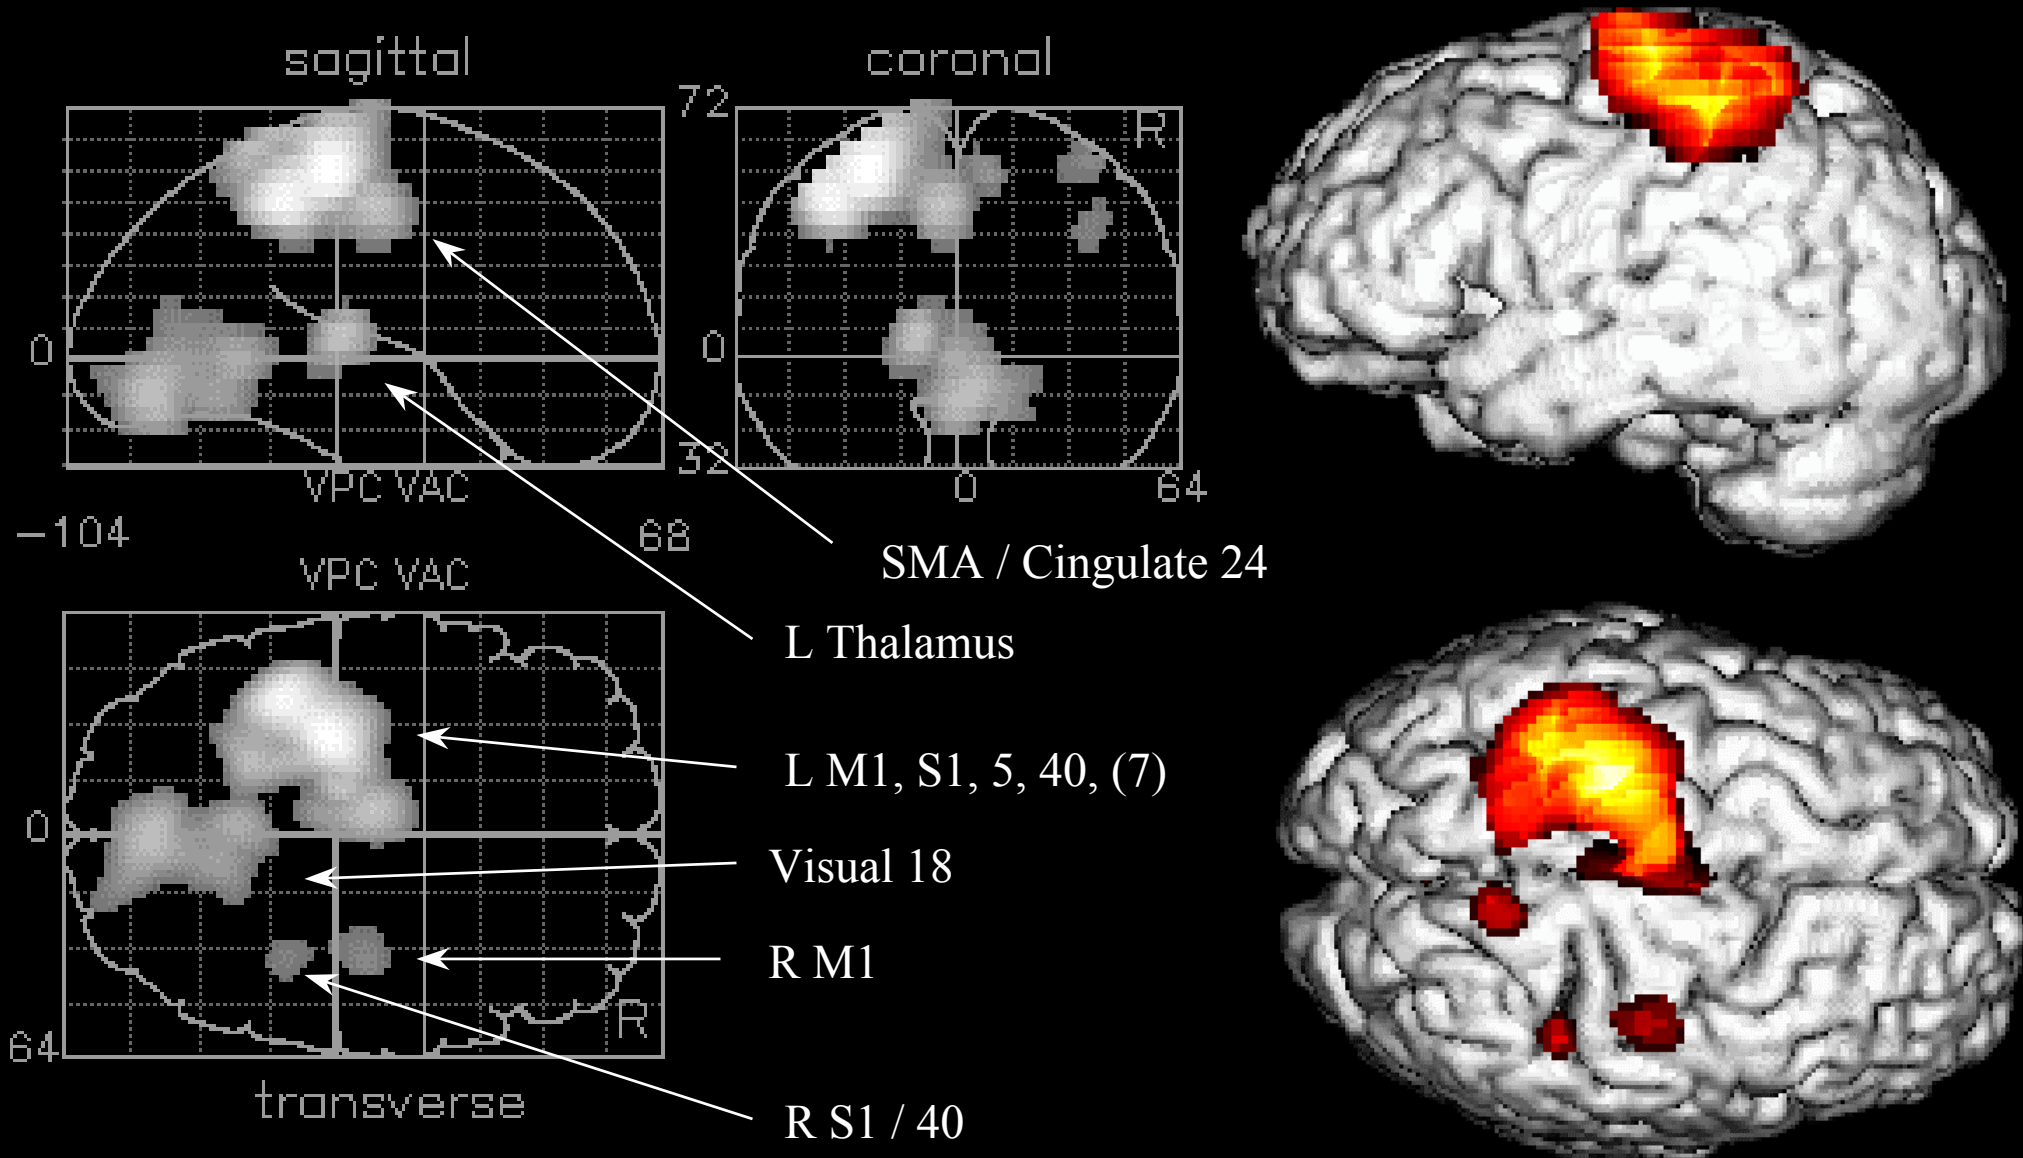 sagittal
coronal
72
R
0
0
32
VPC VAC
0
64
-104
68
VPC VAC
SMA / Cingulate 24
L Thalamus
L M1, S1, 5, 40, (7)
0
Visual 18
R M1
R
64
transverse
R S1 / 40